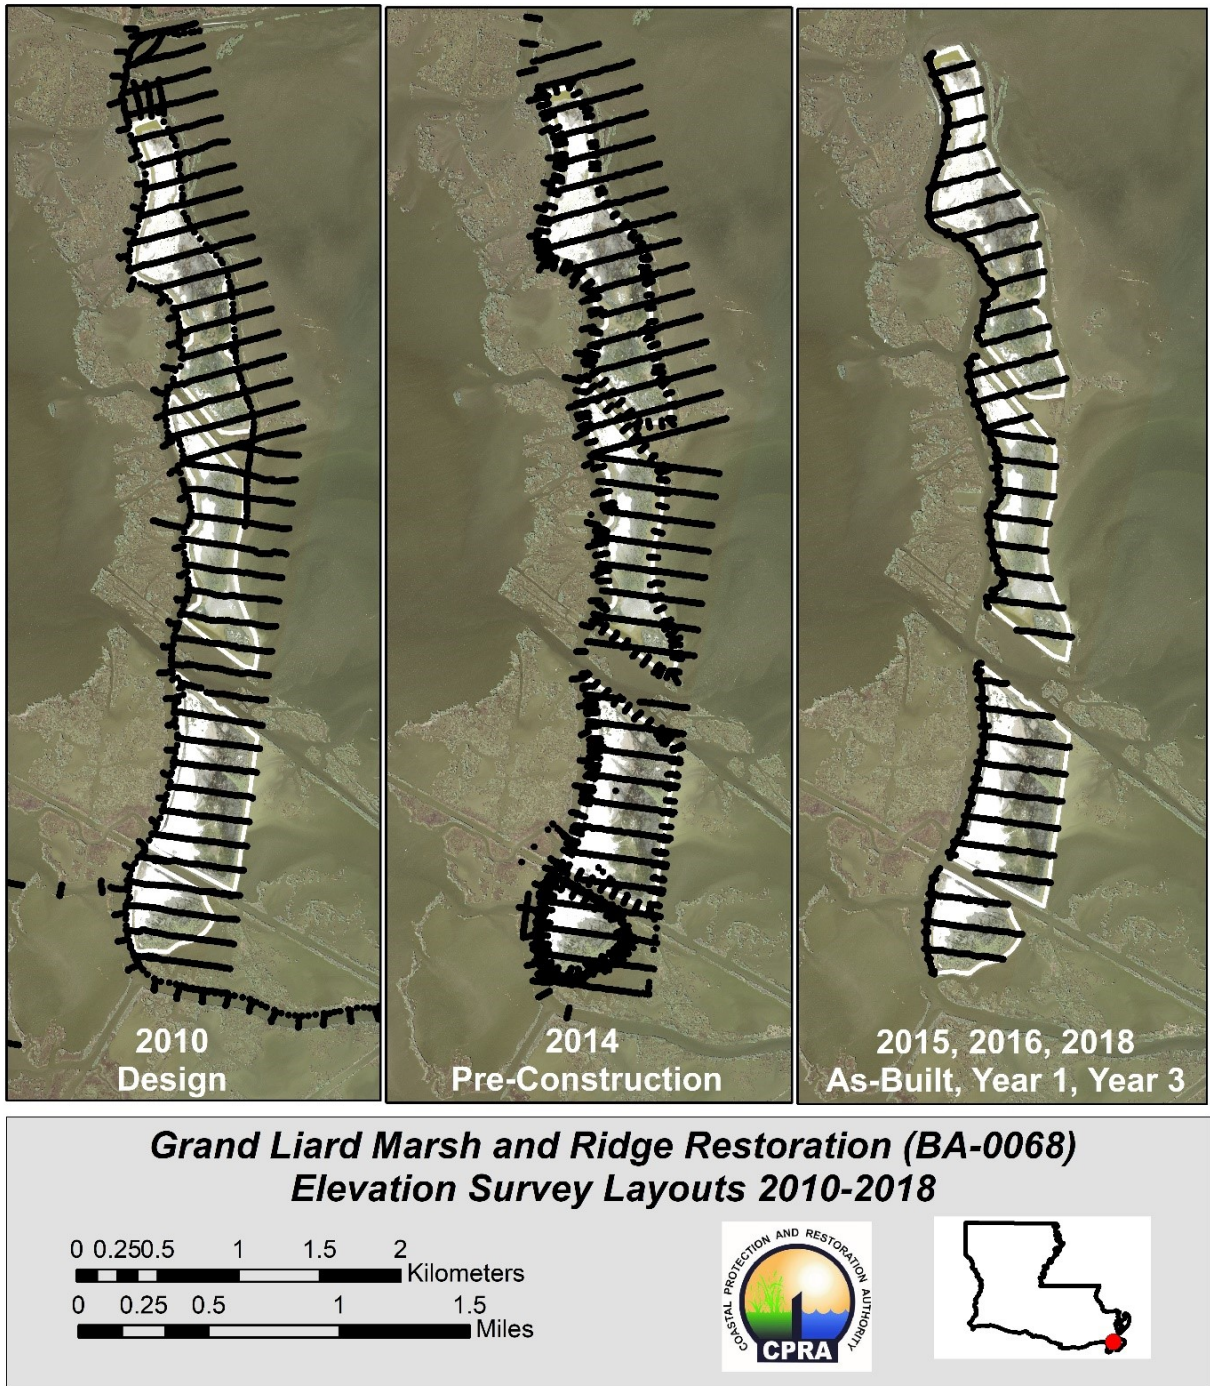 2010
Design
2014
Pre-Construction
2015, 2016, 2018
As-Built, Year 1, Year 3
Grand Liard Marsh and Ridge Restoration (BA-0068)
Elevation Survey Layouts 2010-2018
0 0.25 0.5 1 1.5 2
Kilometers
0 0.25 0.5 1 1.5
Miles
COASTAL PROTECTION AND RESTORATION AUTHORITY
CPRA